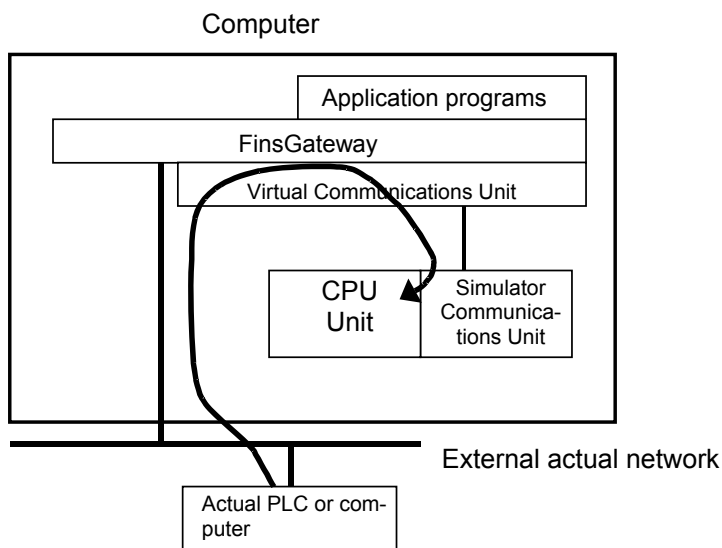 Computer
Application programs
FinsGateway
Virtual Communications Unit
CPU
Unit
Simulator
Communica-
tions Unit
External actual network
Actual PLC or com-
puter